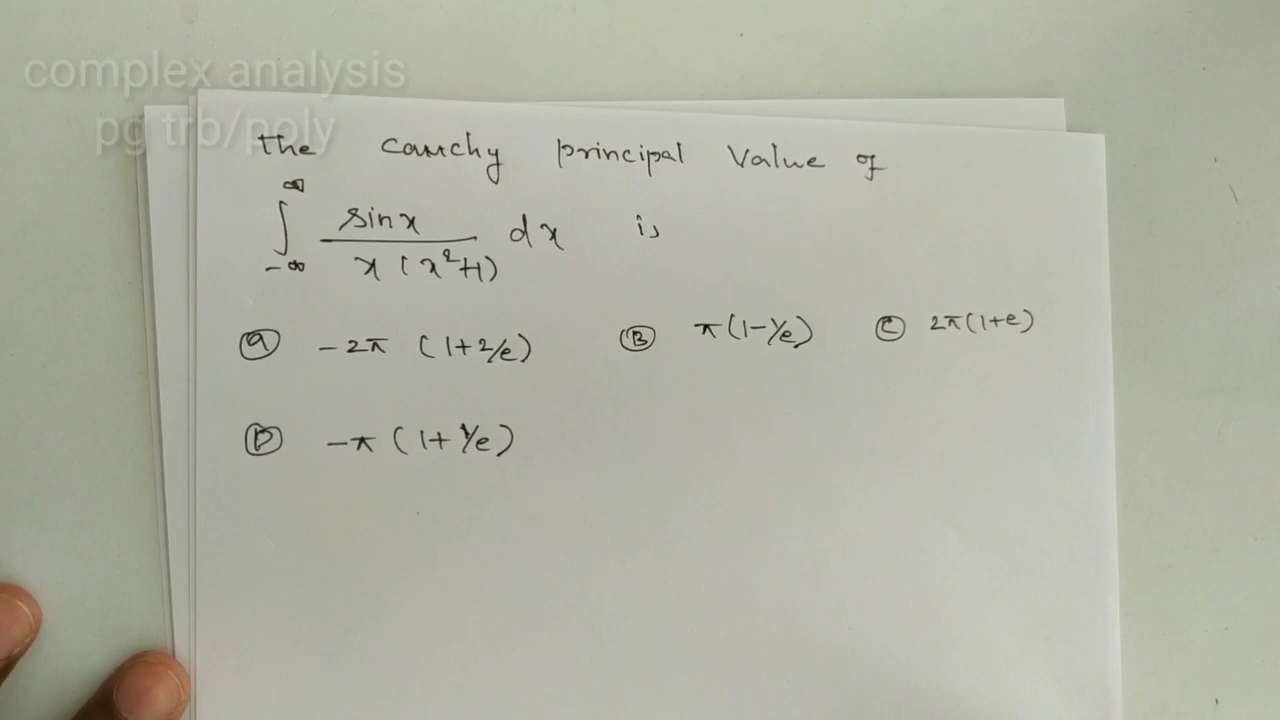 complex analysis
pg trb/poly
the cauchy principal value of
∫_{-∞}^{∞} sin x / x(x²+1) dx is
(a) -2π (1+2/e) (B) π(1-1/e) (C) 2π(1+e)
(D) -π (1+1/e)